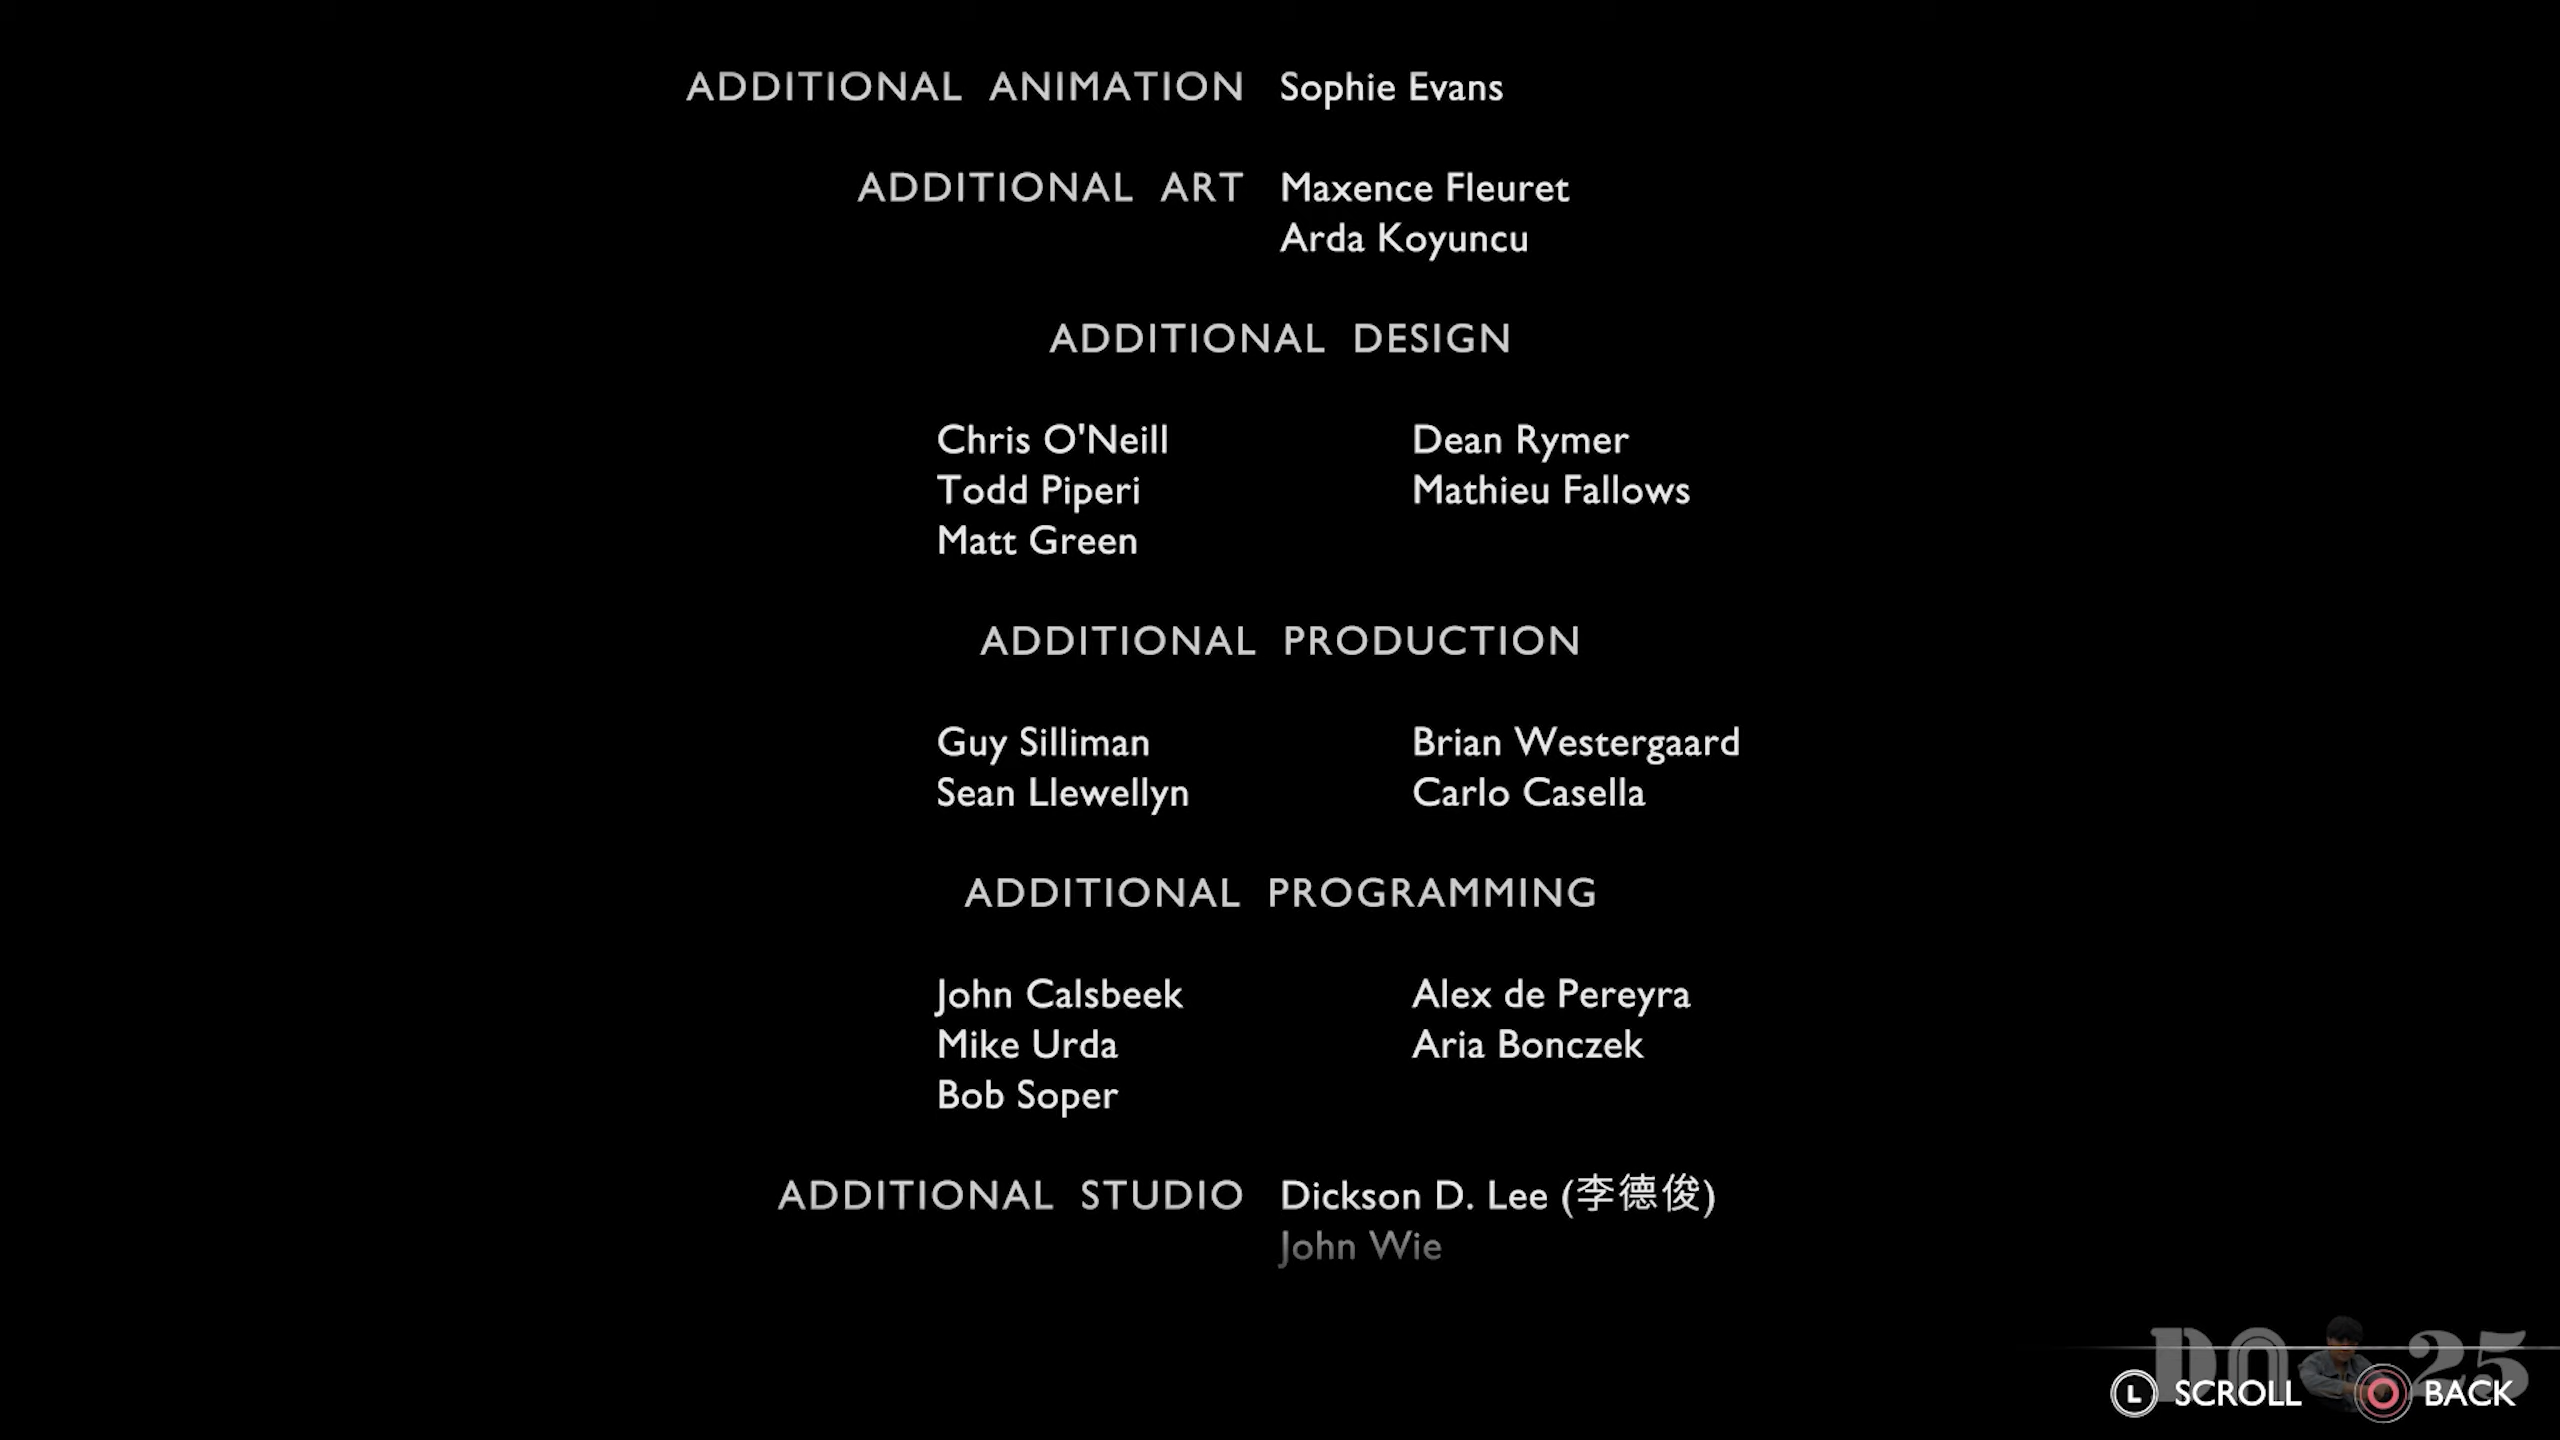 ADDITIONAL ANIMATION Sophie Evans
ADDITIONAL ART Maxence Fleuret
Arda Koyuncu
ADDITIONAL DESIGN
Chris O'Neill Dean Rymer
Todd Piperi Mathieu Fallows
Matt Green
ADDITIONAL PRODUCTION
Guy Silliman Brian Westergaard
Sean Llewellyn Carlo Casella
ADDITIONAL PROGRAMMING
John Calsbeek Alex de Pereyra
Mike Urda Aria Bonczek
Bob Soper
ADDITIONAL STUDIO Dickson D. Lee (李德俊)
John Wie
L SCROLL BACK